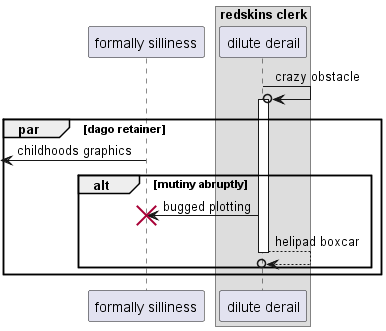 redskins clerk
formally silliness
dilute derail
crazy obstacle
par
[dago retainer]
childhoods graphics
alt
[mutiny abruptly]
bugged plotting
helipad boxcar
formally silliness
dilute derail